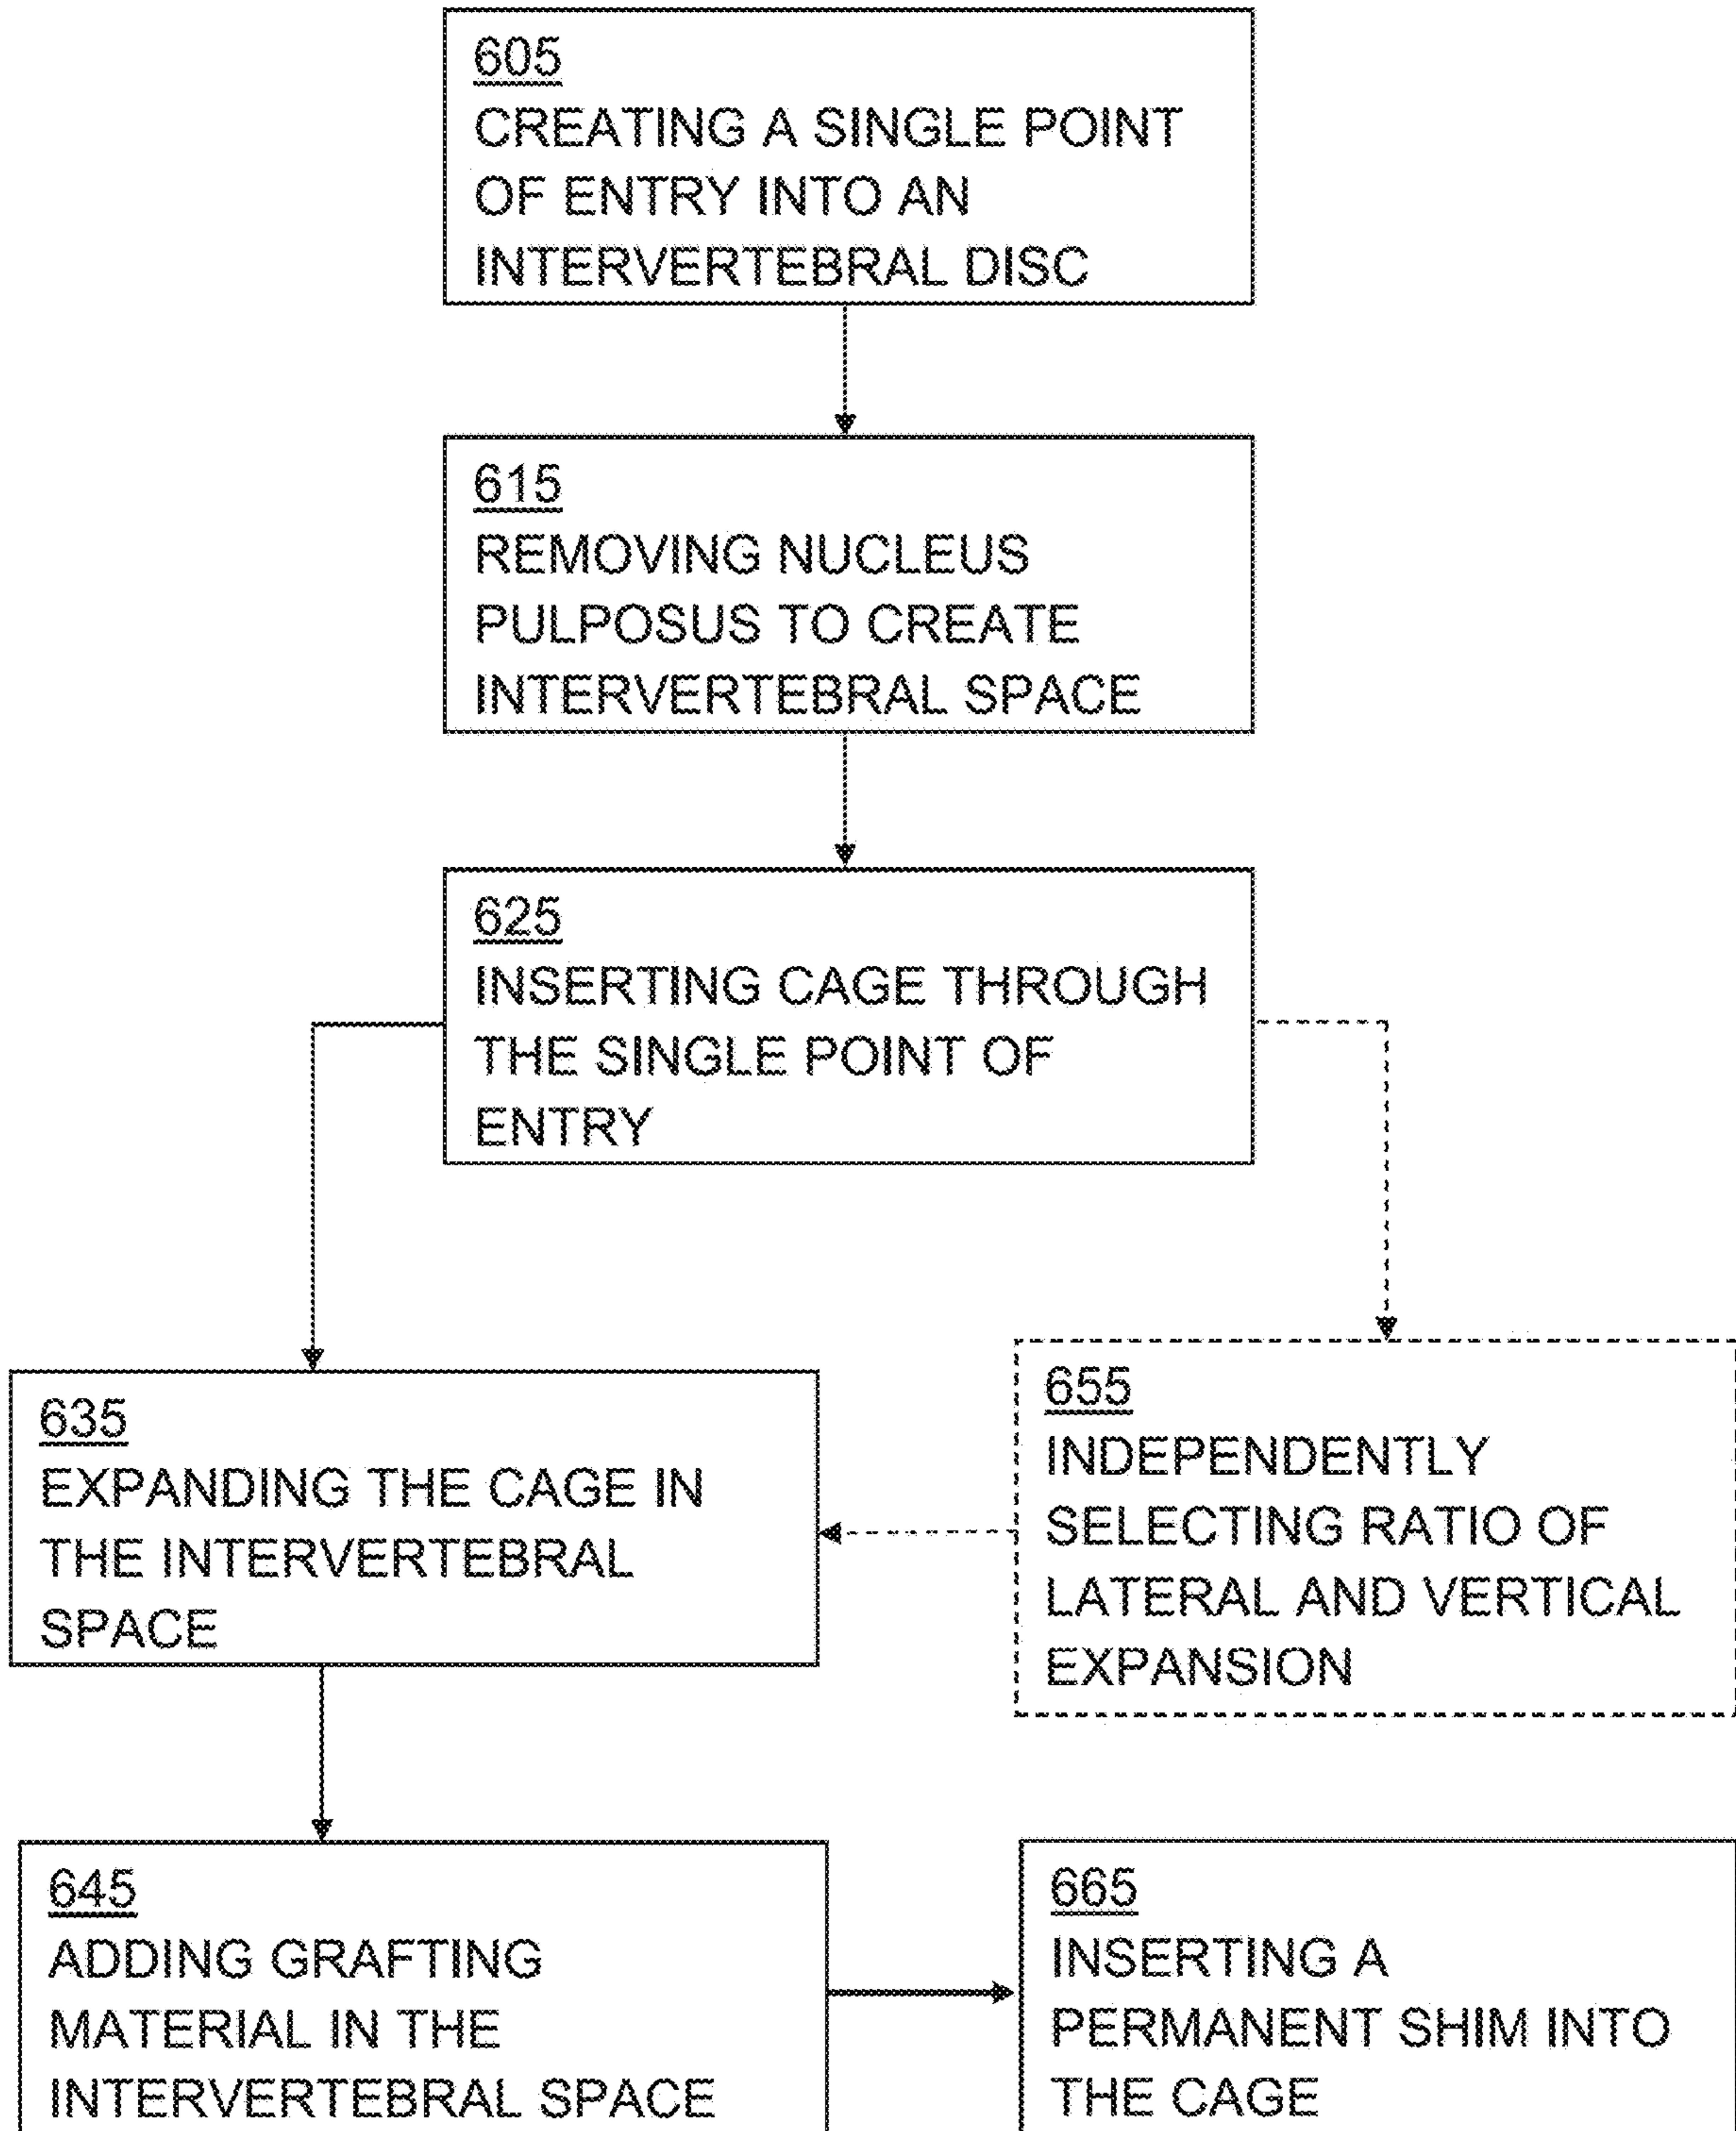 605
CREATING A SINGLE POINT
OF ENTRY INTO AN
INTERVERTEBRAL DISC
615
REMOVING NUCLEUS
PULPOSUS TO CREATE
INTERVERTEBRAL SPACE
625
INSERTING CAGE THROUGH
THE SINGLE POINT OF
ENTRY
635
EXPANDING THE CAGE IN
THE INTERVERTEBRAL
SPACE
655
INDEPENDENTLY
SELECTING RATIO OF
LATERAL AND VERTICAL
EXPANSION
645
ADDING GRAFTING
MATERIAL IN THE
INTERVERTEBRAL SPACE
665
INSERTING A
PERMANENT SHIM INTO
THE CAGE